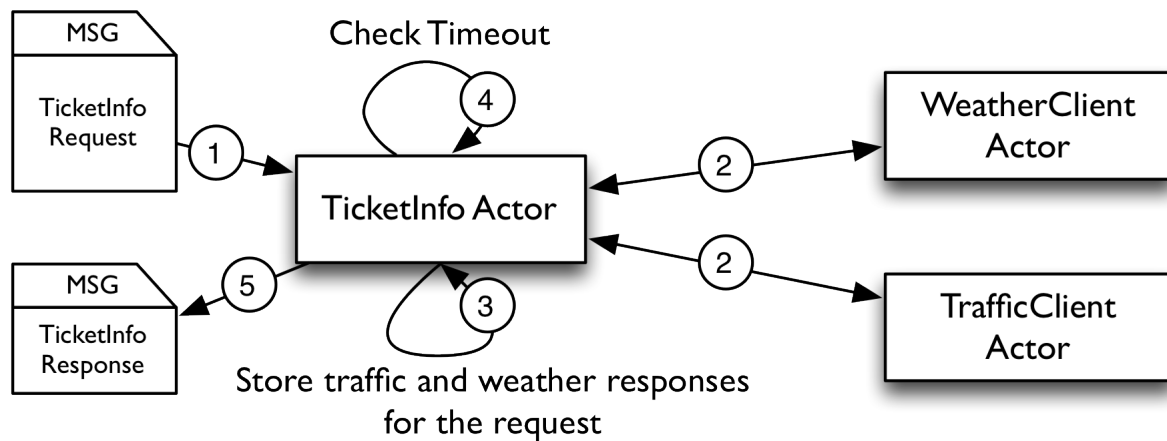 MSG
TicketInfo
Request
1
Check Timeout
4
TicketInfo Actor
2
WeatherClient
Actor
2
TrafficClient
Actor
MSG
TicketInfo
Response
5
3
Store traffic and weather responses
for the request